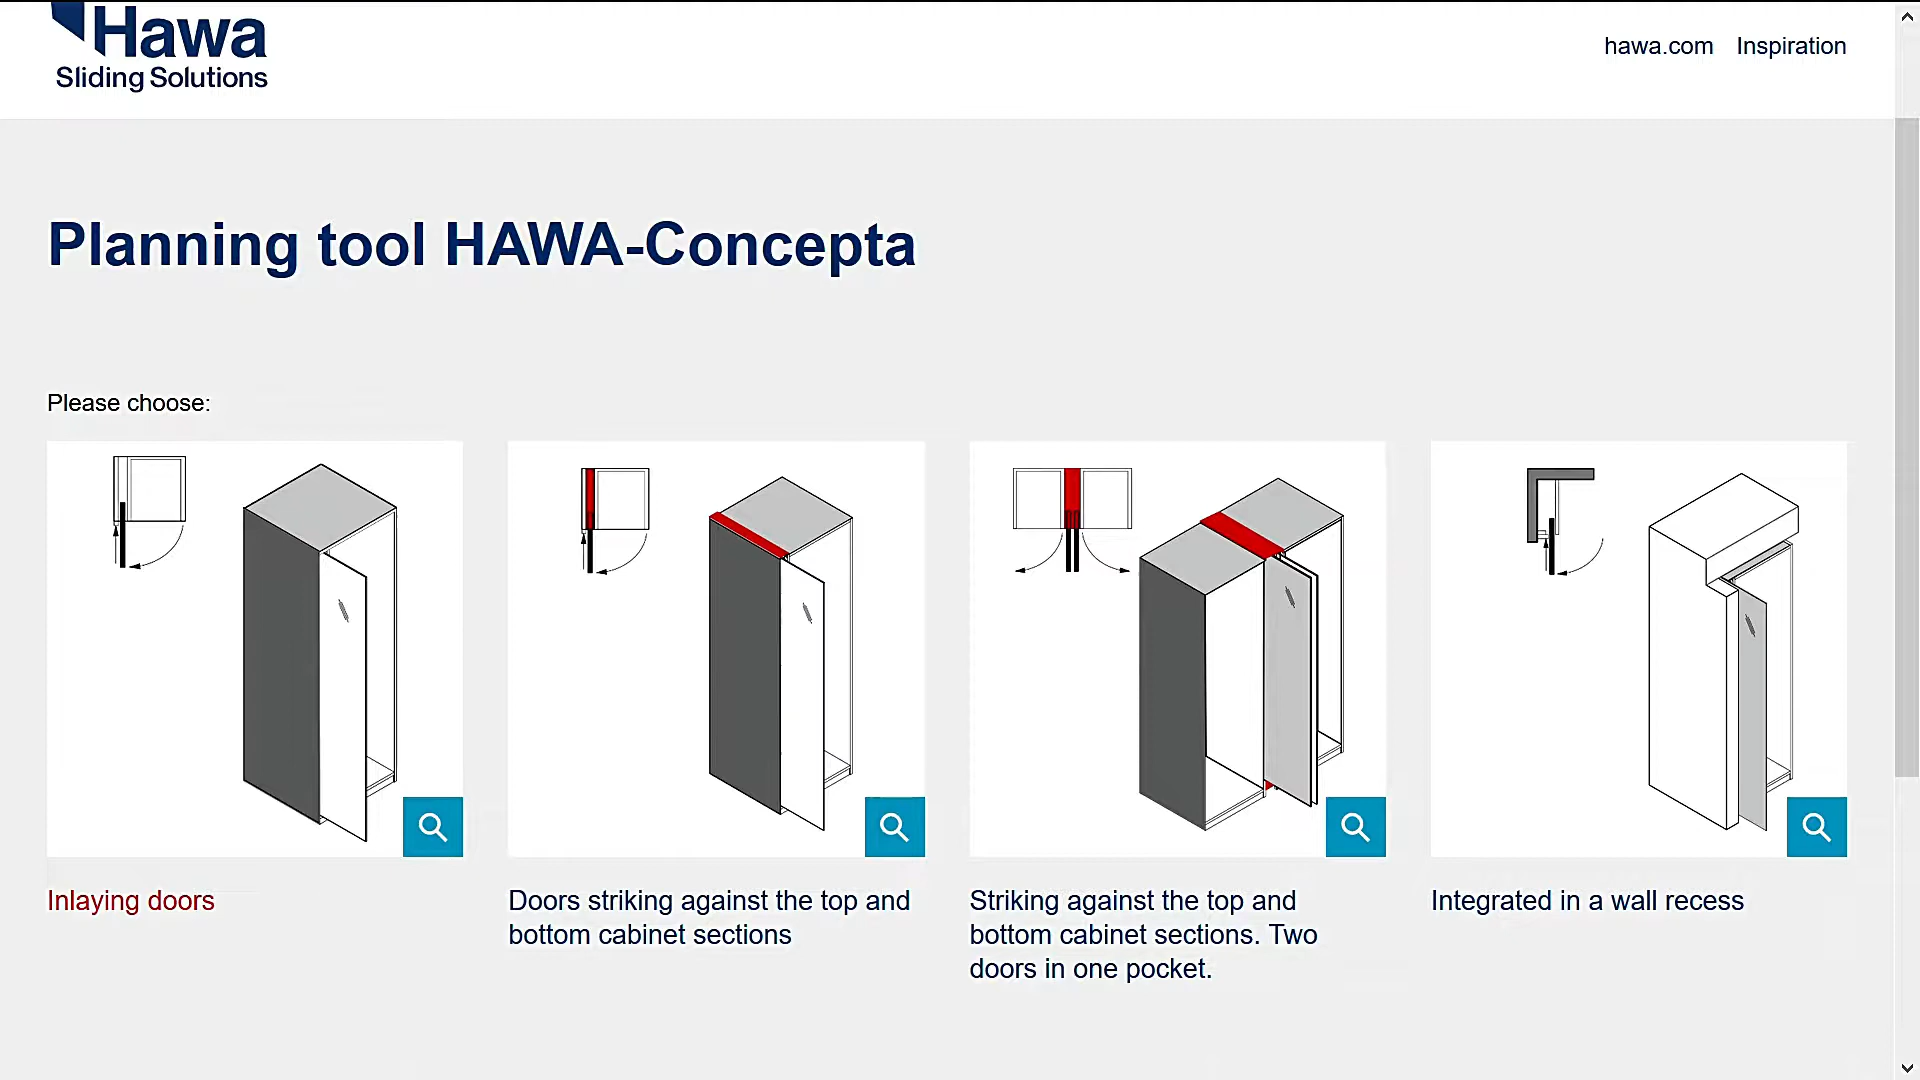 Hawa
Sliding Solutions
hawa.com Inspiration
Planning tool HAWA-Concepta
Please choose:
Inlaying doors
Doors striking against the top and
bottom cabinet sections
Striking against the top and
bottom cabinet sections. Two
doors in one pocket.
Integrated in a wall recess